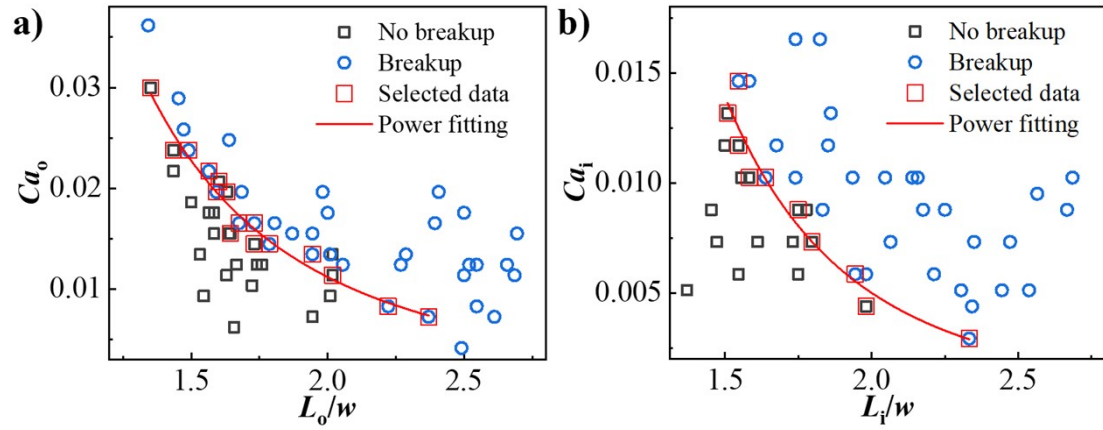 a)
No breakup
Breakup
Selected data
Power fitting
0.03
0.02
0.01
Ca_o
1.5 2.0 2.5
L_o/w
b)
No breakup
Breakup
Selected data
Power fitting
0.015
0.010
0.005
Ca_i
1.5 2.0 2.5
L_i/w